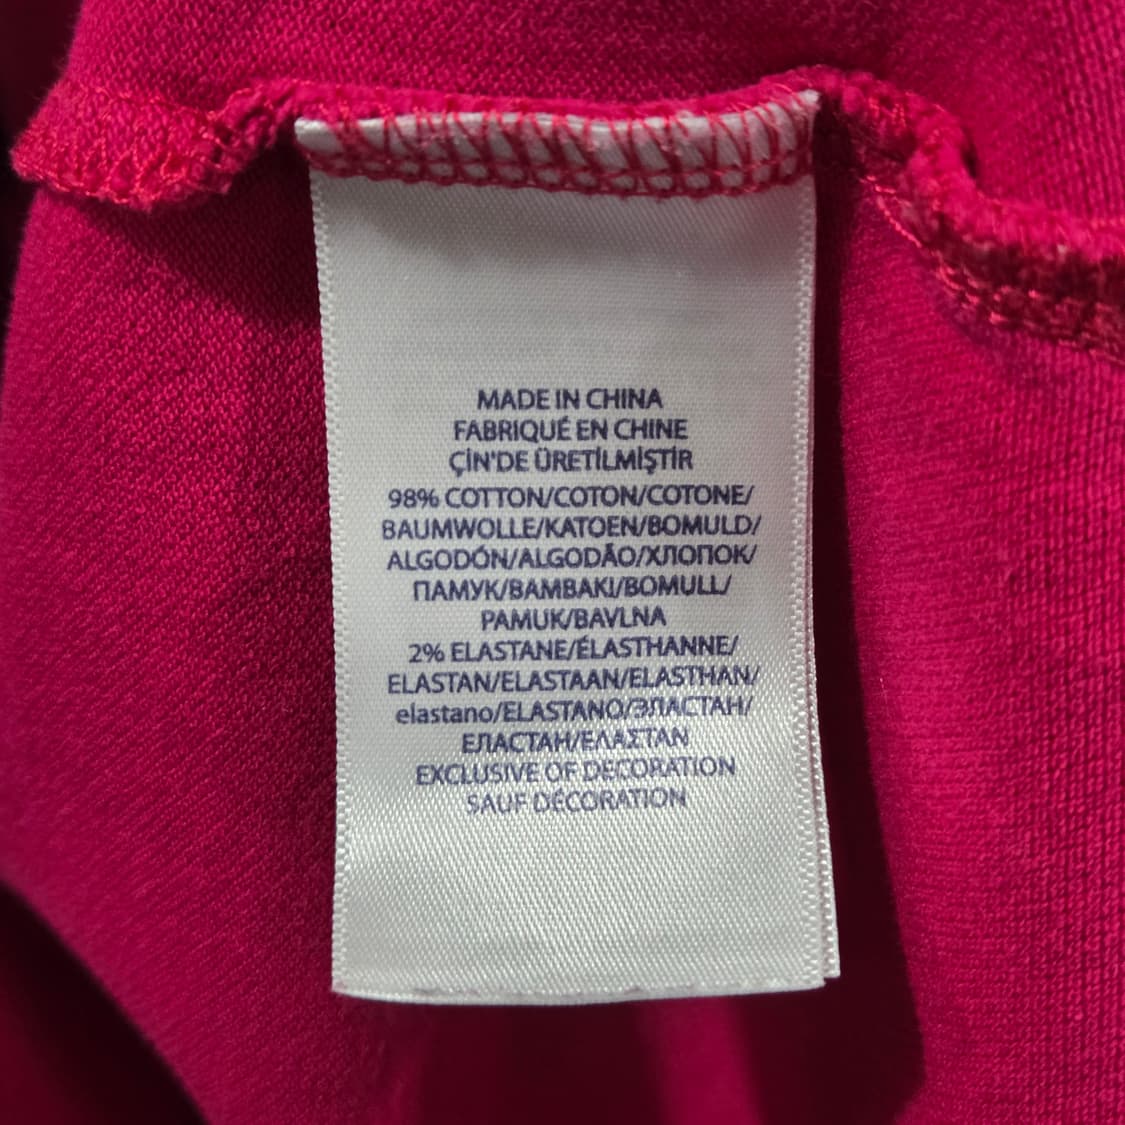 MADE IN CHINA
FABRIQUÉ EN CHINE
ÇİN'DE ÜRETİLMİŞTİR
98% COTTON/COTON/COTONE/
BAUMWOLLE/KATOEN/BOMULD/
ALGODÓN/ALGODÃO/ХЛОПОК/
ПАМУК/BAMBAKI/BOMULL/
PAMUK/BAVLNA
2% ELASTANE/ÉLASTHANNE/
ELASTAN/ELASTAAN/ELASTHAN/
elastano/ELASTANO/ЭЛАСТАН/
ЕЛАСТАН/ΕΛΑΣΤΑΝ
EXCLUSIVE OF DECORATION
SAUF DÉCORATION